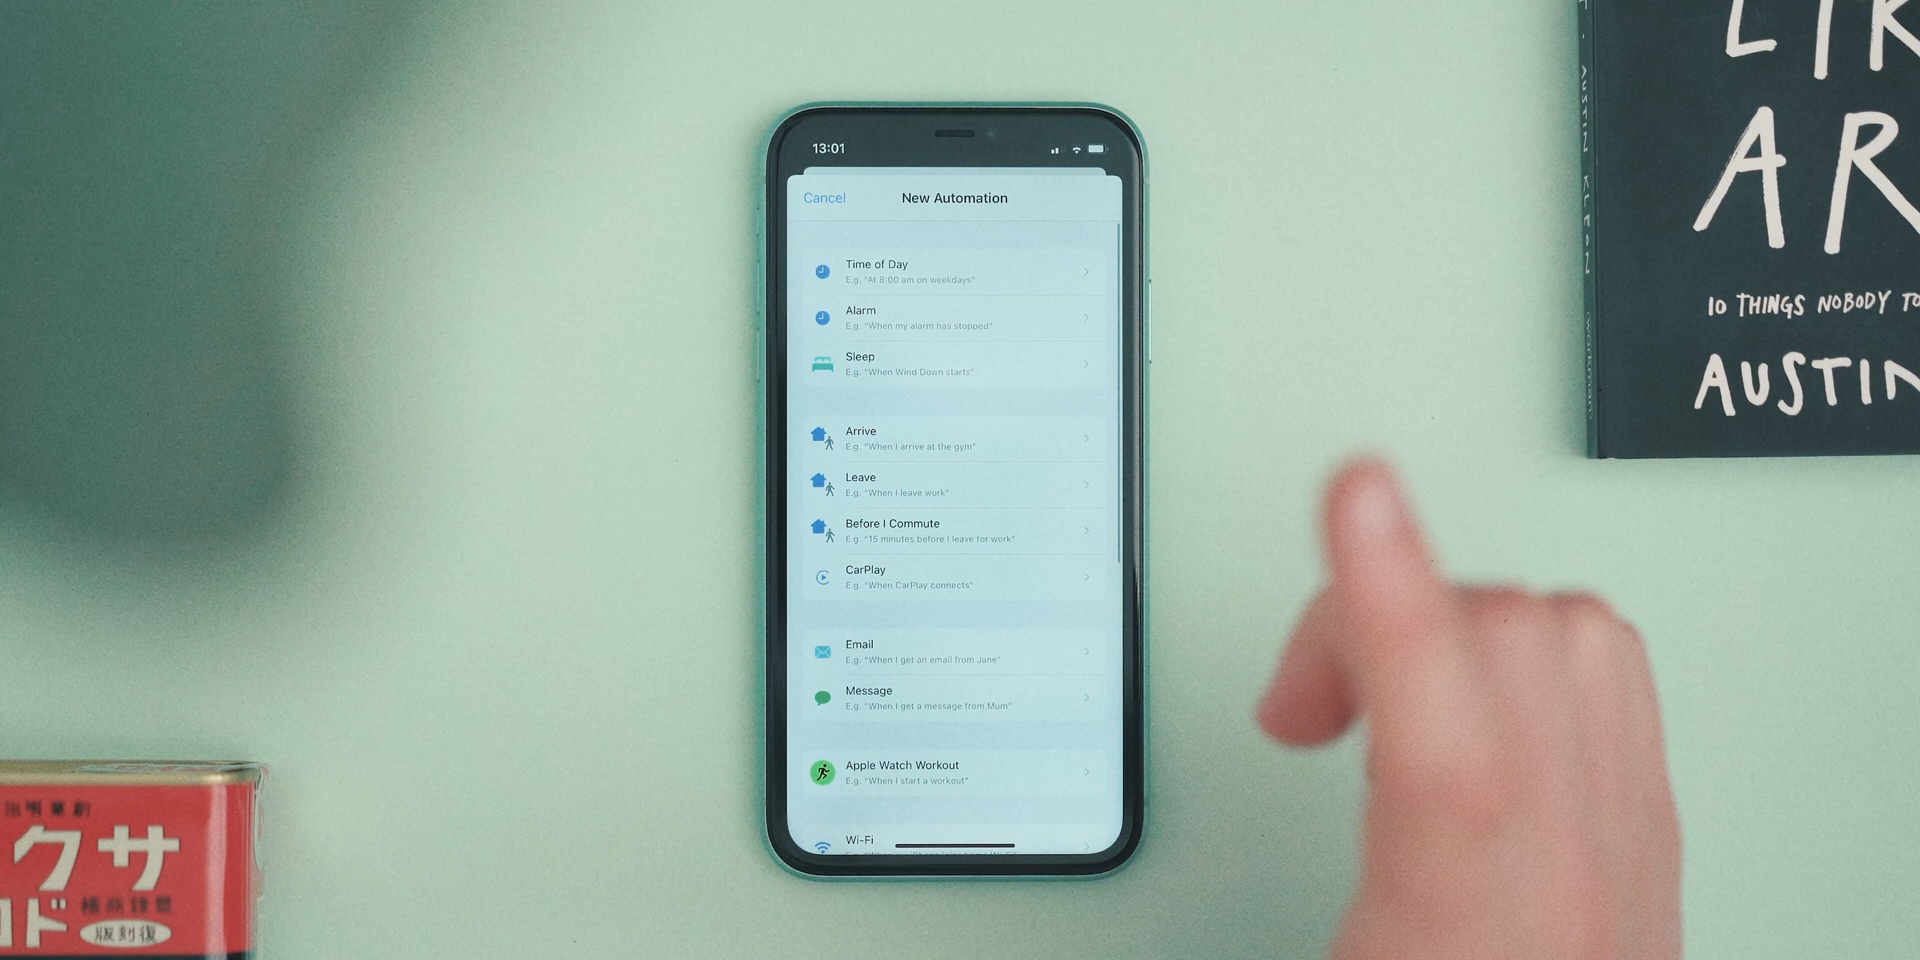 13:01
Cancel
New Automation
Time of Day
E.g. "At 8:00 am on weekdays"
Alarm
E.g. "When my alarm has stopped"
Sleep
E.g. "When Wind Down starts"
Arrive
E.g. "When I arrive at the gym"
Leave
E.g. "When I leave work"
Before I Commute
E.g. "15 minutes before I leave for work"
CarPlay
E.g. "When CarPlay connects"
Email
E.g. "When I get an email from Jane"
Message
E.g. "When I get a message from Mum"
Apple Watch Workout
E.g. "When I start a workout"
Wi-Fi
LIK
AR
10 THINGS NOBODY TO
AUSTIN
T · AUSTIN KLEON
workman
クサ
ド
復刻版